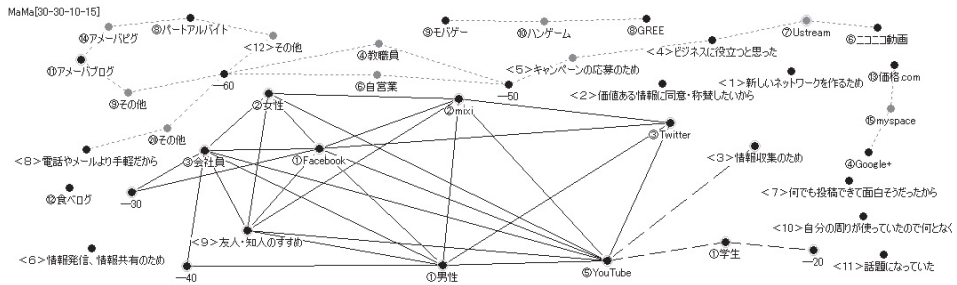 MaMa[30-30-10-15]
⑧パートアルバイト
⑭アメーバピグ
<12>その他
④教職員
⑨モバゲー
⑩ハンゲーム
⑧GREE
⑦Ustream
⑥ニコニコ動画
<4>ビジネスに役立つと思った
⑪アメーバブログ
―60
<5>キャンペーンの応募のため
⑬価格.com
⑥自営業
―50
<1>新しいネットワークを作るため
<2>価値ある情報に同意・称賛したいから
⑨その他
②女性
②mixi
⑮myspace
⑳その他
③Twitter
<8>電話やメールより手軽だから
③会社員
①Facebook
<3>情報収集のため
④Google+
⑫食べログ
―30
<7>何でも投稿できて面白そうだったから
<10>自分の周りが使っていたので何となく
<9>友人・知人のすすめ
<6>情報発信、情報共有のため
①学生
―20
―40
①男性
⑤YouTube
<11>話題になっていた